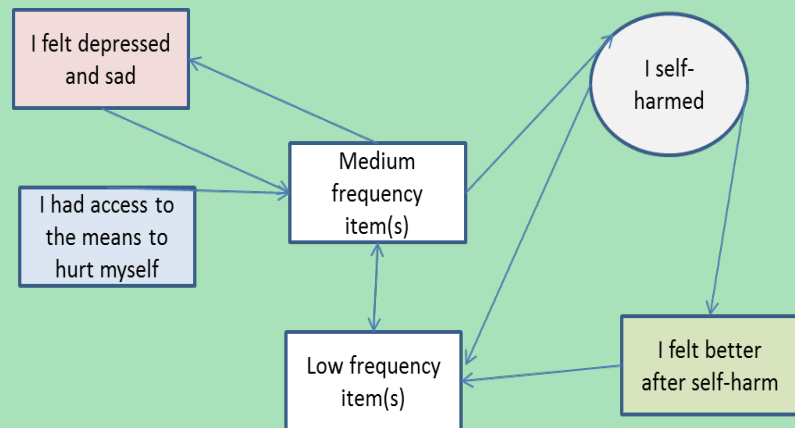 I felt depressed
and sad
I self-
harmed
Medium
frequency
item(s)
I had access to
the means to
hurt myself
Low frequency
item(s)
I felt better
after self-harm